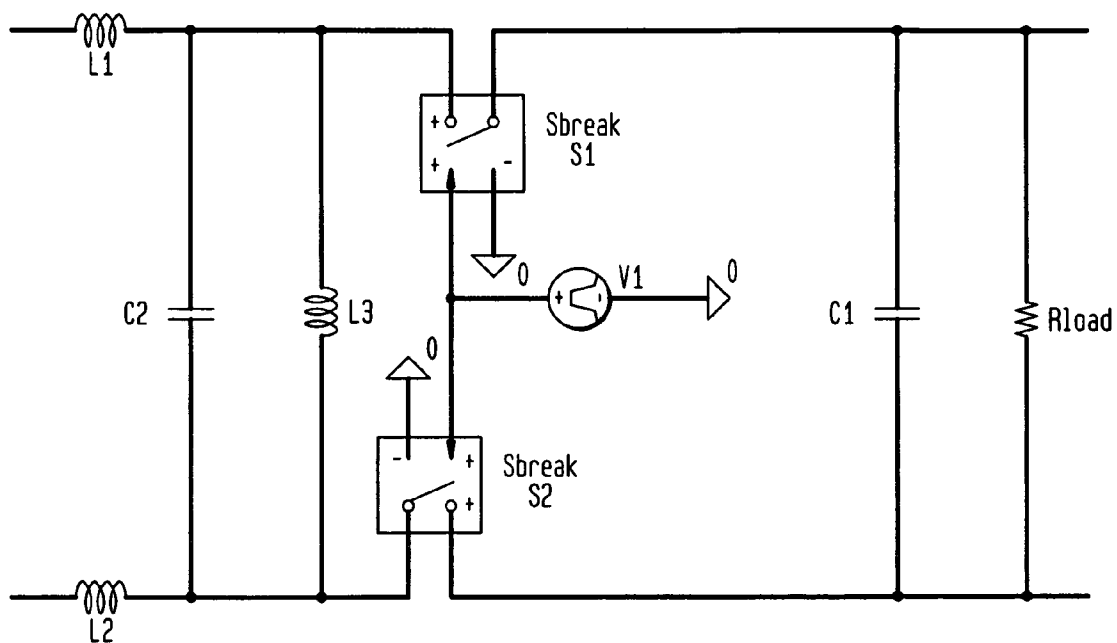 L1
Sbreak
S1
+
+ -
0
V1
0
+ -
C2
L3
C1
Rload
0
- +
Sbreak
S2
+
L2